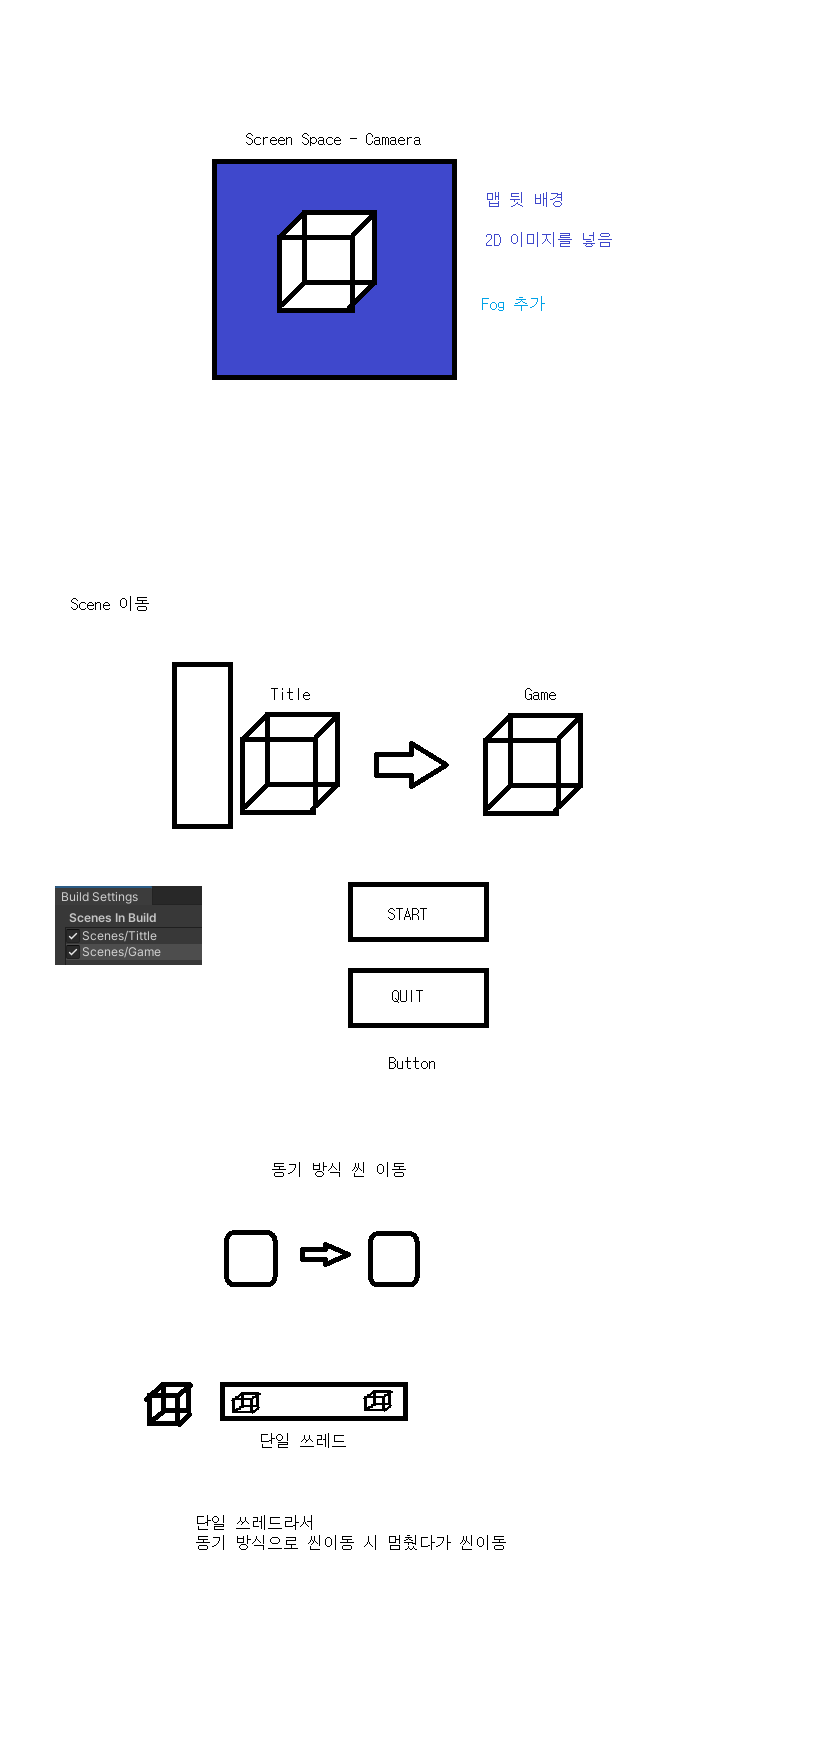 Screen Space - Camaera
맵 뒷 배경
2D 이미지를 넣음
Fog 추가
Scene 이동
Title
Game
Build Settings
Scenes In Build
Scenes/Tittle
Scenes/Game
START
QUIT
Button
동기 방식 씬 이동
단일 쓰레드
단일 쓰레드라서
동기 방식으로 씬이동 시 멈췄다가 씬이동